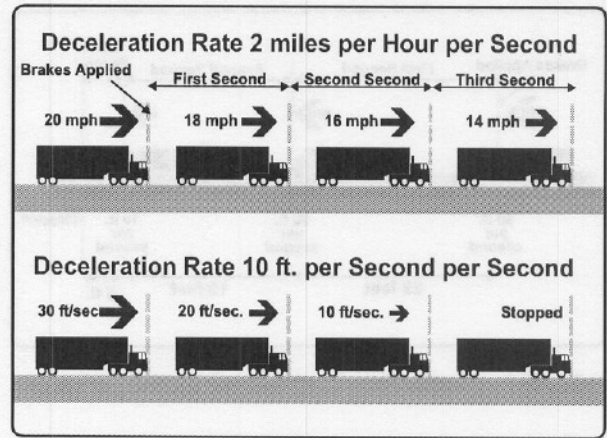 Deceleration Rate 2 miles per Hour per Second
Brakes Applied
First Second Second Second Third Second
20 mph 18 mph 16 mph 14 mph
Deceleration Rate 10 ft. per Second per Second
30 ft/sec. 20 ft/sec. 10 ft/sec. Stopped